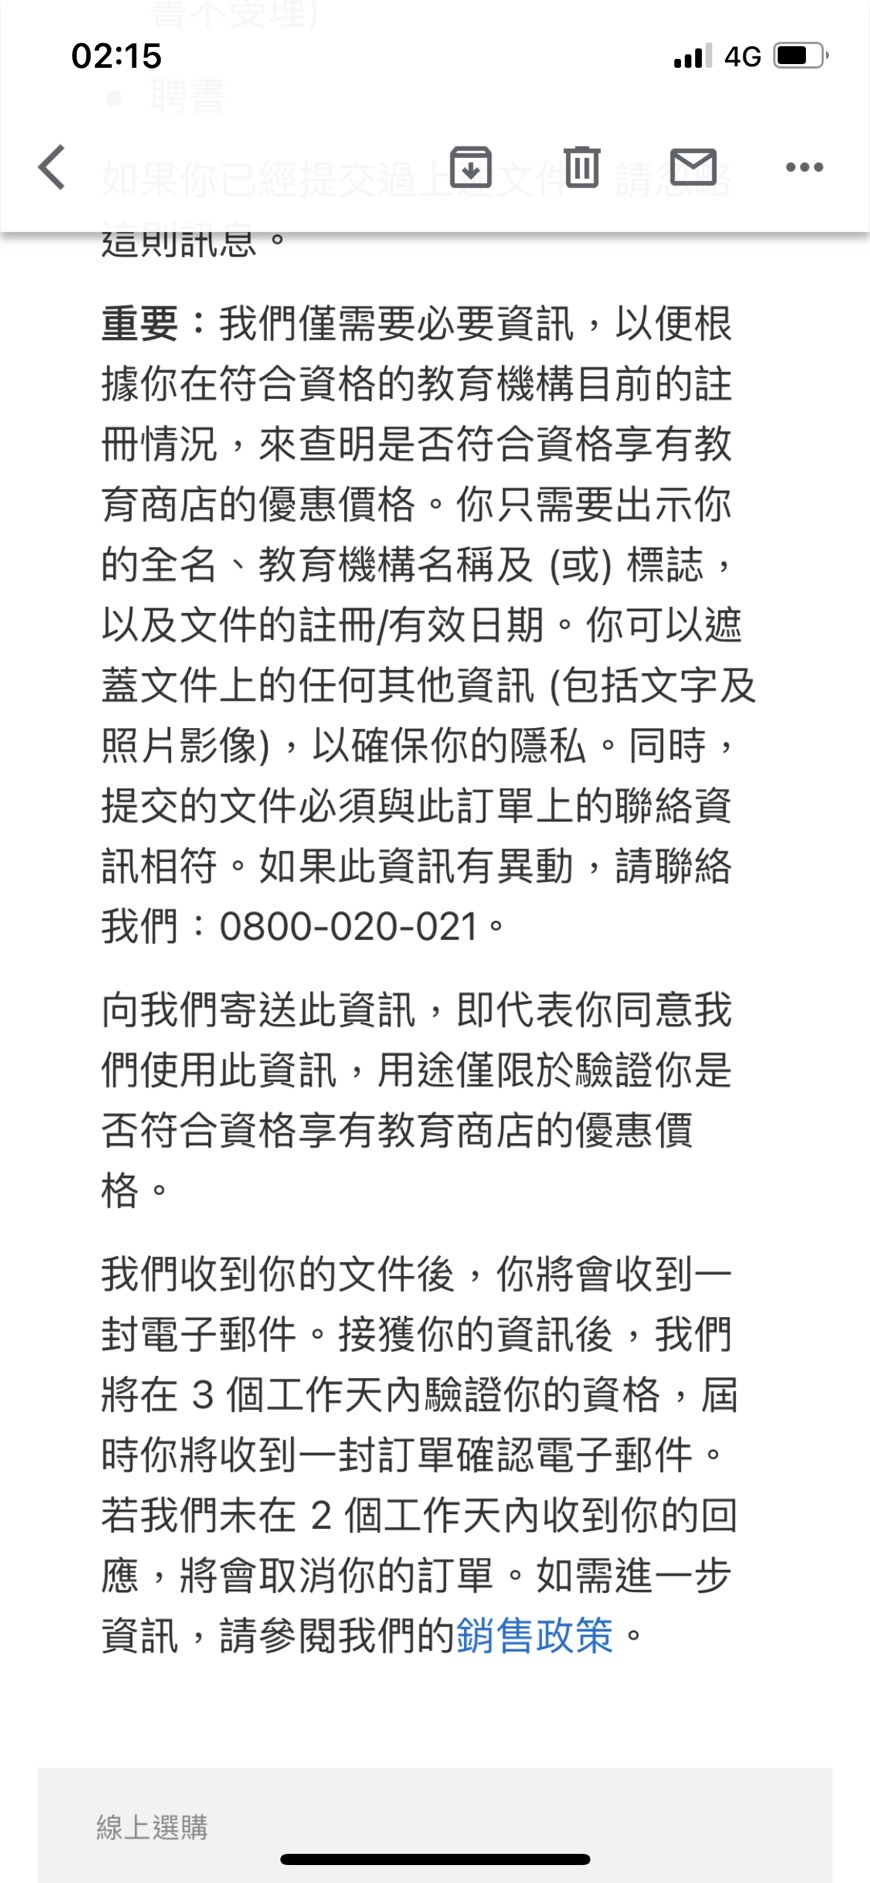 書不受理)
02:15
4G
• 聘書
如果你已經提交過上述文件，請忽略
這則訊息。
重要：我們僅需要必要資訊，以便根
據你在符合資格的教育機構目前的註
冊情況，來查明是否符合資格享有教
育商店的優惠價格。你只需要出示你
的全名、教育機構名稱及 (或) 標誌，
以及文件的註冊/有效日期。你可以遮
蓋文件上的任何其他資訊 (包括文字及
照片影像)，以確保你的隱私。同時，
提交的文件必須與此訂單上的聯絡資
訊相符。如果此資訊有異動，請聯絡
我們：0800-020-021。
向我們寄送此資訊，即代表你同意我
們使用此資訊，用途僅限於驗證你是
否符合資格享有教育商店的優惠價
格。
我們收到你的文件後，你將會收到一
封電子郵件。接獲你的資訊後，我們
將在 3 個工作天內驗證你的資格，屆
時你將收到一封訂單確認電子郵件。
若我們未在 2 個工作天內收到你的回
應，將會取消你的訂單。如需進一步
資訊，請參閱我們的銷售政策。
線上選購